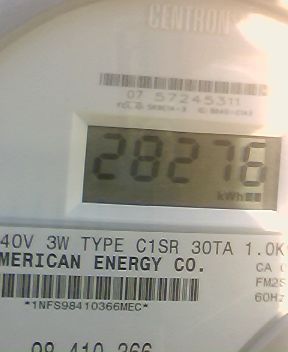 CENTRON
07 57245311
28276
kWh
40V 3W TYPE C1SR 30TA 1.0K
MERICAN ENERGY CO.
CA
FM2S
60Hz
*1NFS98410366MEC*
98 410 366